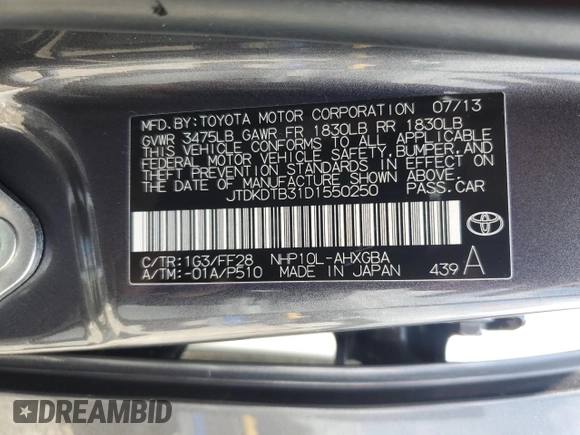 MFD. BY: TOYOTA MOTOR CORPORATION 07/13
GVWR 3475LB GAWR FR 1830LB RR 1830LB
THIS VEHICLE CONFORMS TO ALL APPLICABLE
FEDERAL MOTOR VEHICLE SAFETY, BUMPER, AND
THEFT PREVENTION STANDARDS IN EFFECT ON
THE DATE OF MANUFACTURE SHOWN ABOVE.
JTDKDTB31D1550250 PASS. CAR
C/TR: 1G3/FF28 NHP10L-AHXGBA
A/TM: -01A/P510 MADE IN JAPAN 439 A
DREAMBID